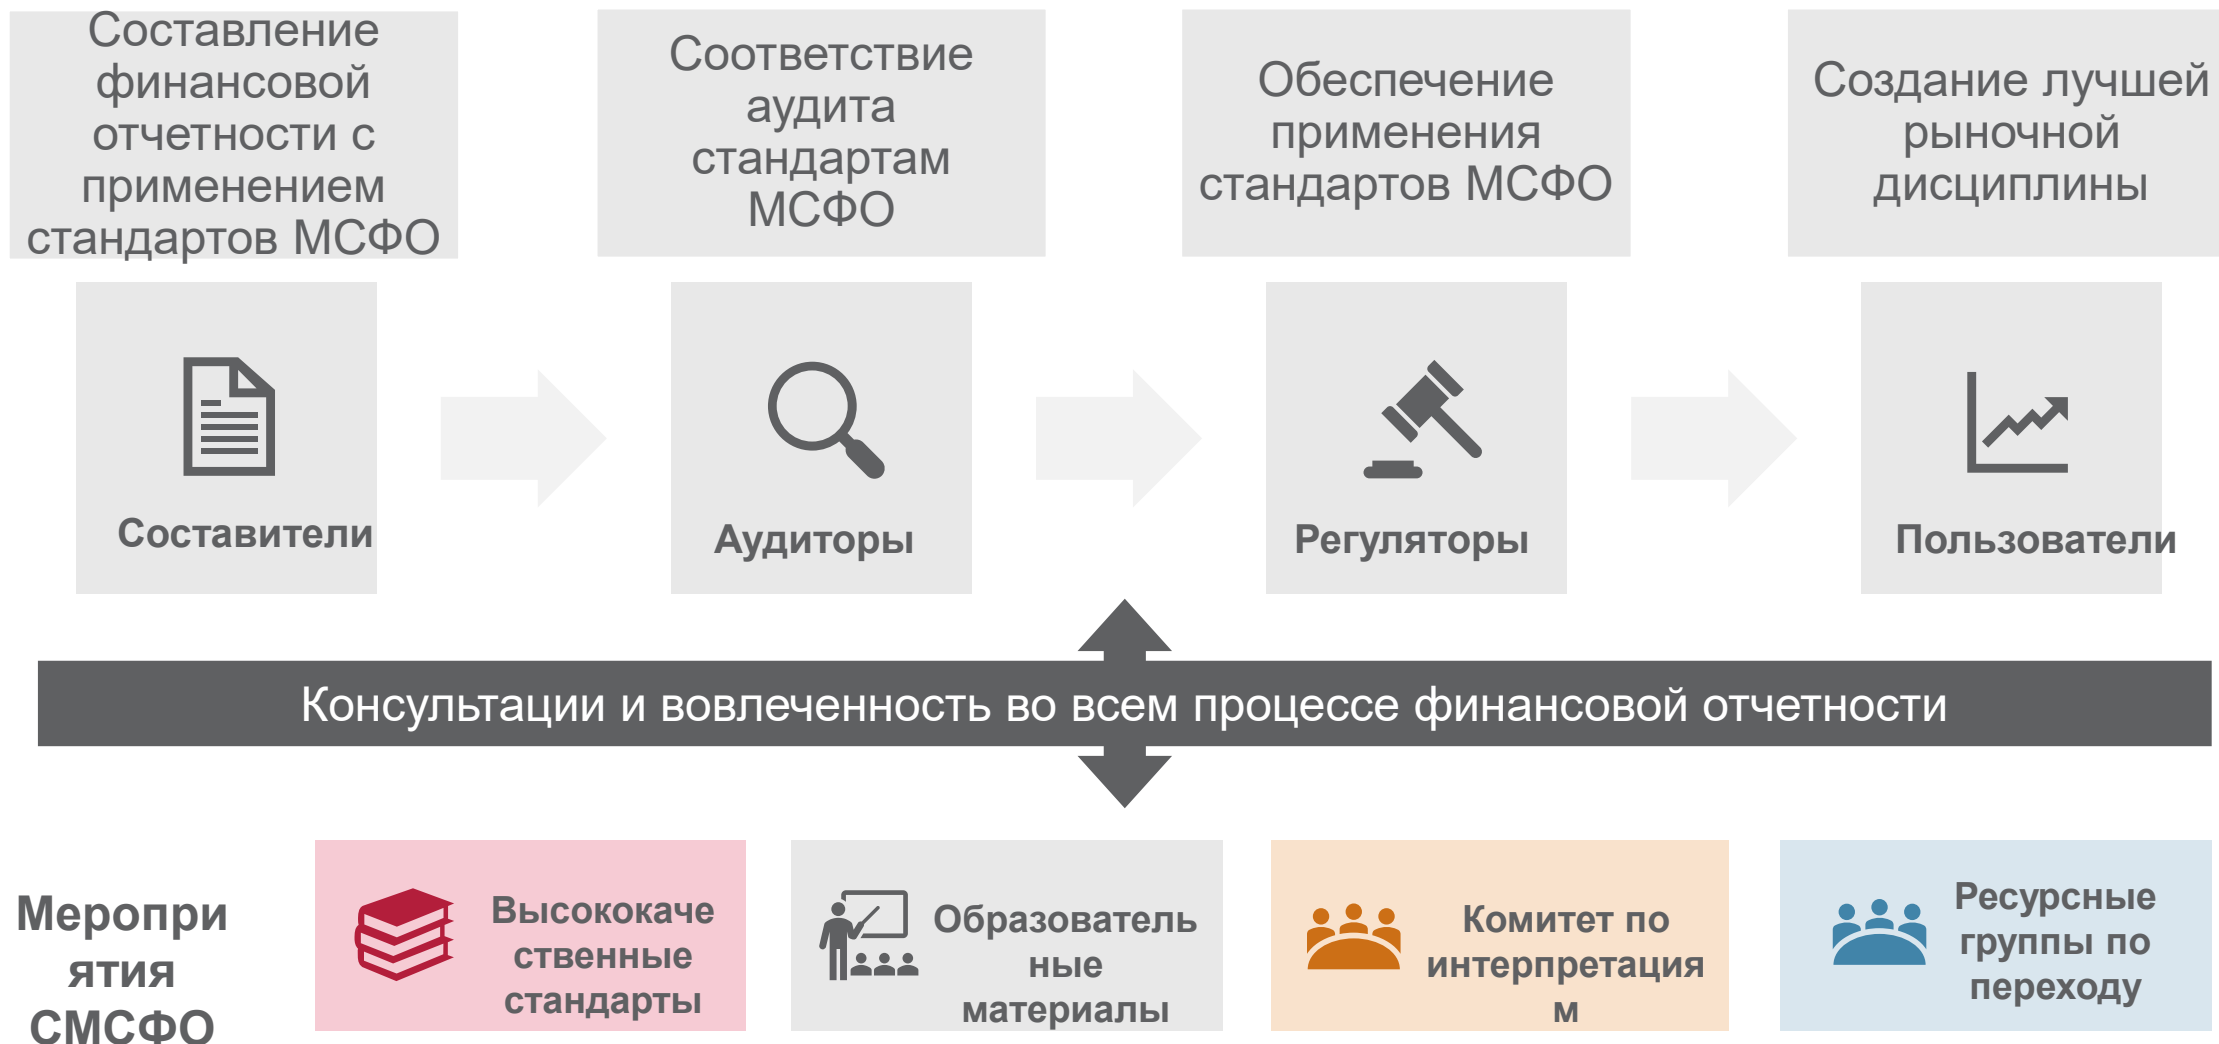 Составление
финансовой
отчетности с
применением
стандартов МСФО
Соответствие
аудита
стандартам
МСФО
Обеспечение
применения
стандартов МСФО
Создание лучшей
рыночной
дисциплины
Составители
Аудиторы
Регуляторы
Пользователи
Консультации и вовлеченность во всем процессе финансовой отчетности
Меропри
ятия
СМСФО
Высококаче
ственные
стандарты
Образователь
ные
материалы
Комитет по
интерпретация
м
Ресурсные
группы по
переходу